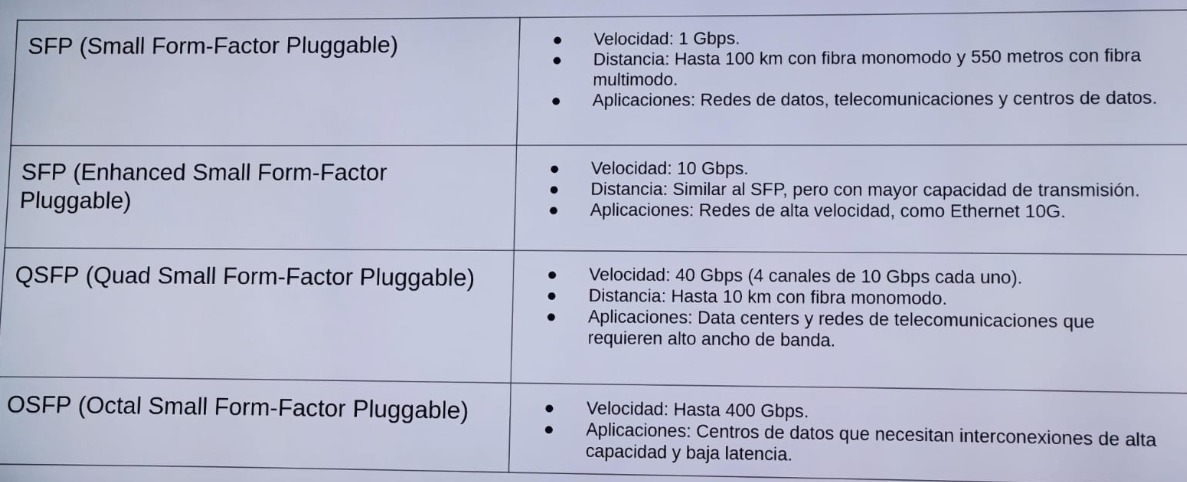 SFP (Small Form-Factor Pluggable)
● Velocidad: 1 Gbps.
● Distancia: Hasta 100 km con fibra monomodo y 550 metros con fibra
multimodo.
● Aplicaciones: Redes de datos, telecomunicaciones y centros de datos.
SFP (Enhanced Small Form-Factor
Pluggable)
● Velocidad: 10 Gbps.
● Distancia: Similar al SFP, pero con mayor capacidad de transmisión.
● Aplicaciones: Redes de alta velocidad, como Ethernet 10G.
QSFP (Quad Small Form-Factor Pluggable)
● Velocidad: 40 Gbps (4 canales de 10 Gbps cada uno).
● Distancia: Hasta 10 km con fibra monomodo.
● Aplicaciones: Data centers y redes de telecomunicaciones que
requieren alto ancho de banda.
OSFP (Octal Small Form-Factor Pluggable)
● Velocidad: Hasta 400 Gbps.
● Aplicaciones: Centros de datos que necesitan interconexiones de alta
capacidad y baja latencia.